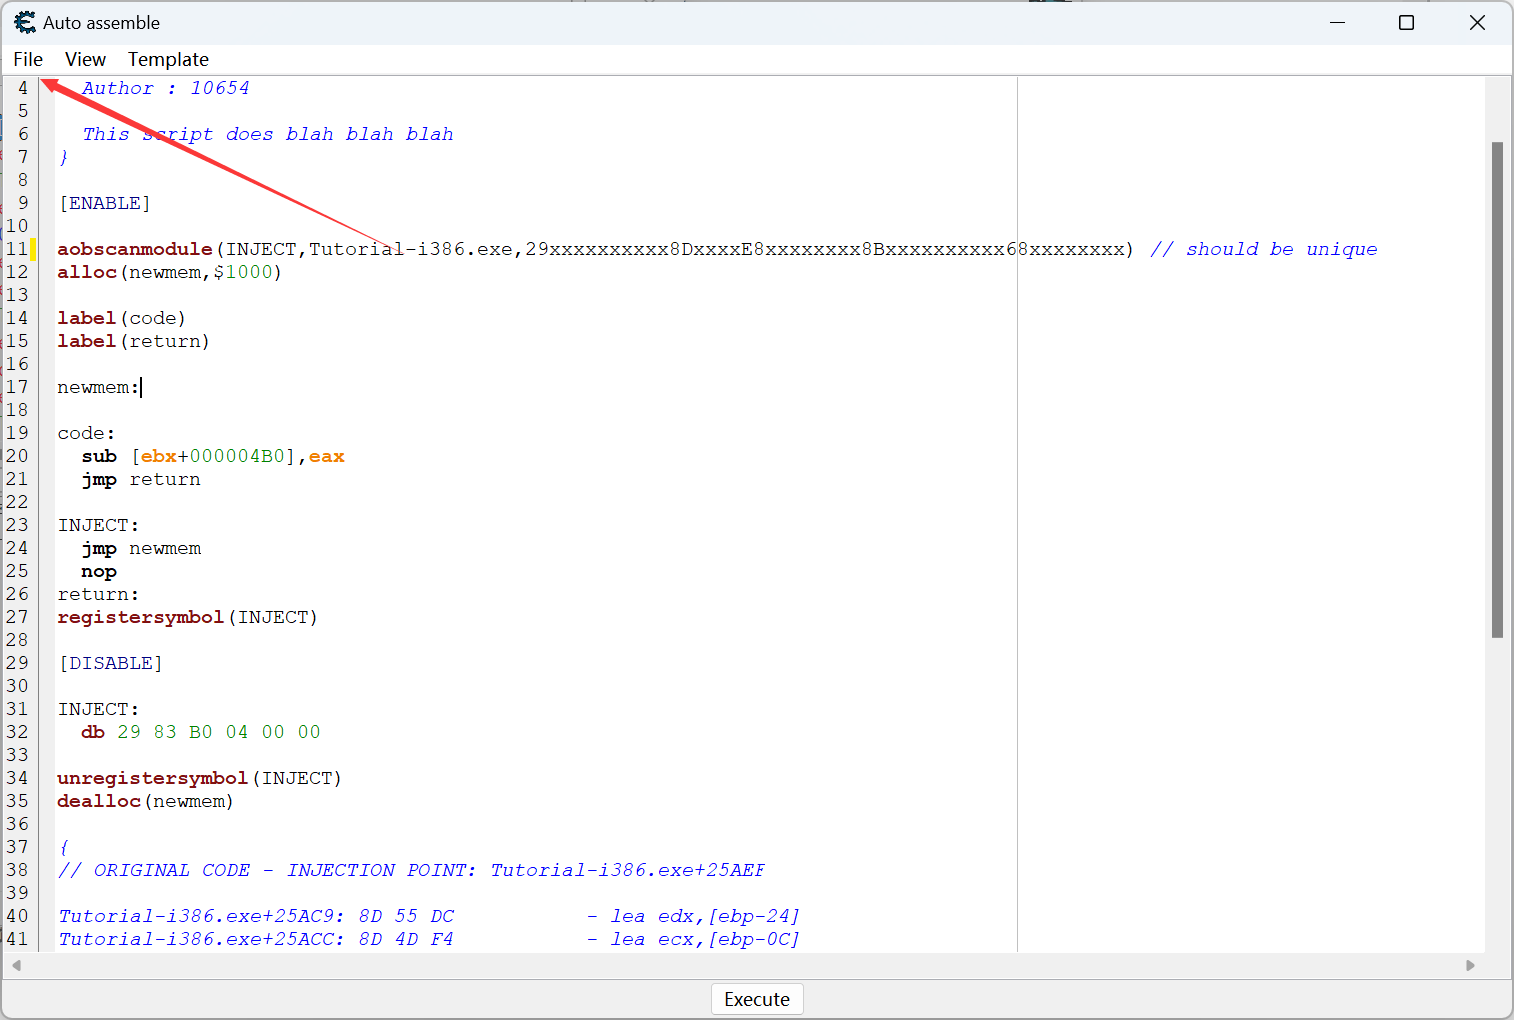 Auto assemble
File View Template
4 Author : 10654
5
6 This script does blah blah blah
7 }
8
9 [ENABLE]
10
11 aobscanmodule(INJECT,Tutorial-i386.exe,29xxxxxxxxxx8DxxxxE8xxxxxxxx8Bxxxxxxxxxx68xxxxxxxx) // should be unique
12 alloc(newmem,$1000)
13
14 label(code)
15 label(return)
16
17 newmem:
18
19 code:
20 sub [ebx+000004B0],eax
21 jmp return
22
23 INJECT:
24 jmp newmem
25 nop
26 return:
27 registersymbol(INJECT)
28
29 [DISABLE]
30
31 INJECT:
32 db 29 83 B0 04 00 00
33
34 unregistersymbol(INJECT)
35 dealloc(newmem)
36
37 {
38 // ORIGINAL CODE - INJECTION POINT: Tutorial-i386.exe+25AEF
39
40 Tutorial-i386.exe+25AC9: 8D 55 DC - lea edx,[ebp-24]
41 Tutorial-i386.exe+25ACC: 8D 4D F4 - lea ecx,[ebp-0C]
Execute